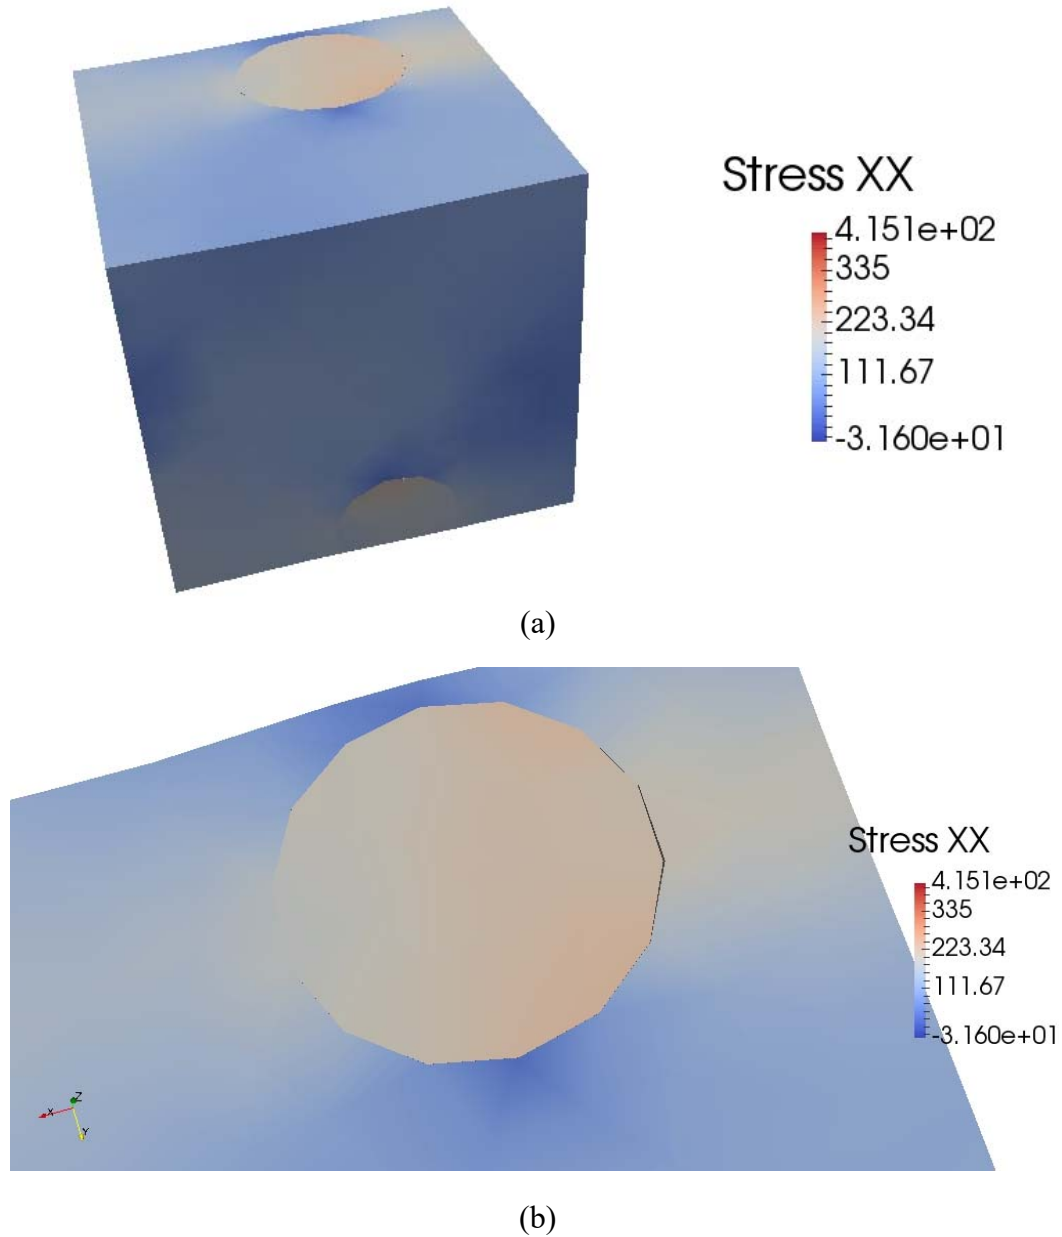 Stress XX
4.151e+02
335
223.34
111.67
-3.160e+01
(a)
Stress XX
4.151e+02
335
223.34
111.67
-3.160e+01
Z
X
Y
(b)